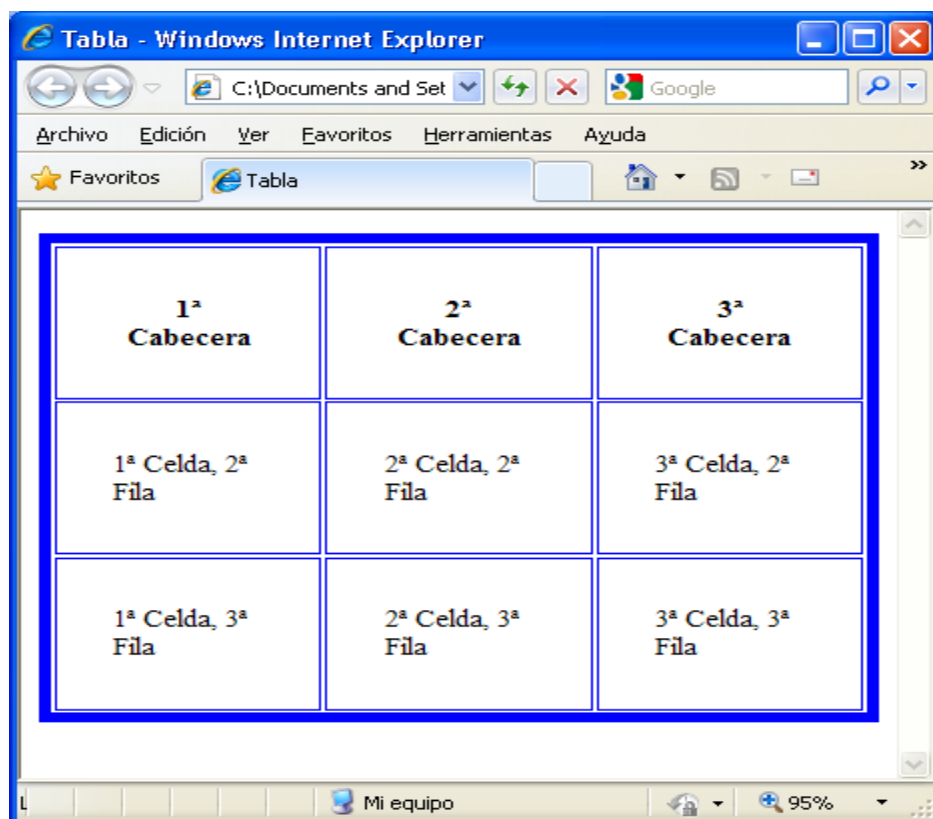 Tabla - Windows Internet Explorer
C:\Documents and Set
Google
Archivo Edición Ver Favoritos Herramientas Ayuda
Favoritos Tabla »
1ª Cabecera
2ª Cabecera
3ª Cabecera
1ª Celda, 2ª Fila
2ª Celda, 2ª Fila
3ª Celda, 2ª Fila
1ª Celda, 3ª Fila
2ª Celda, 3ª Fila
3ª Celda, 3ª Fila
Mi equipo 95%